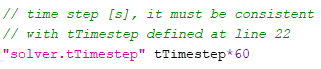 // time step [s], it must be consistent
// with tTimestep defined at line 22
"solver.tTimestep" tTimestep*60